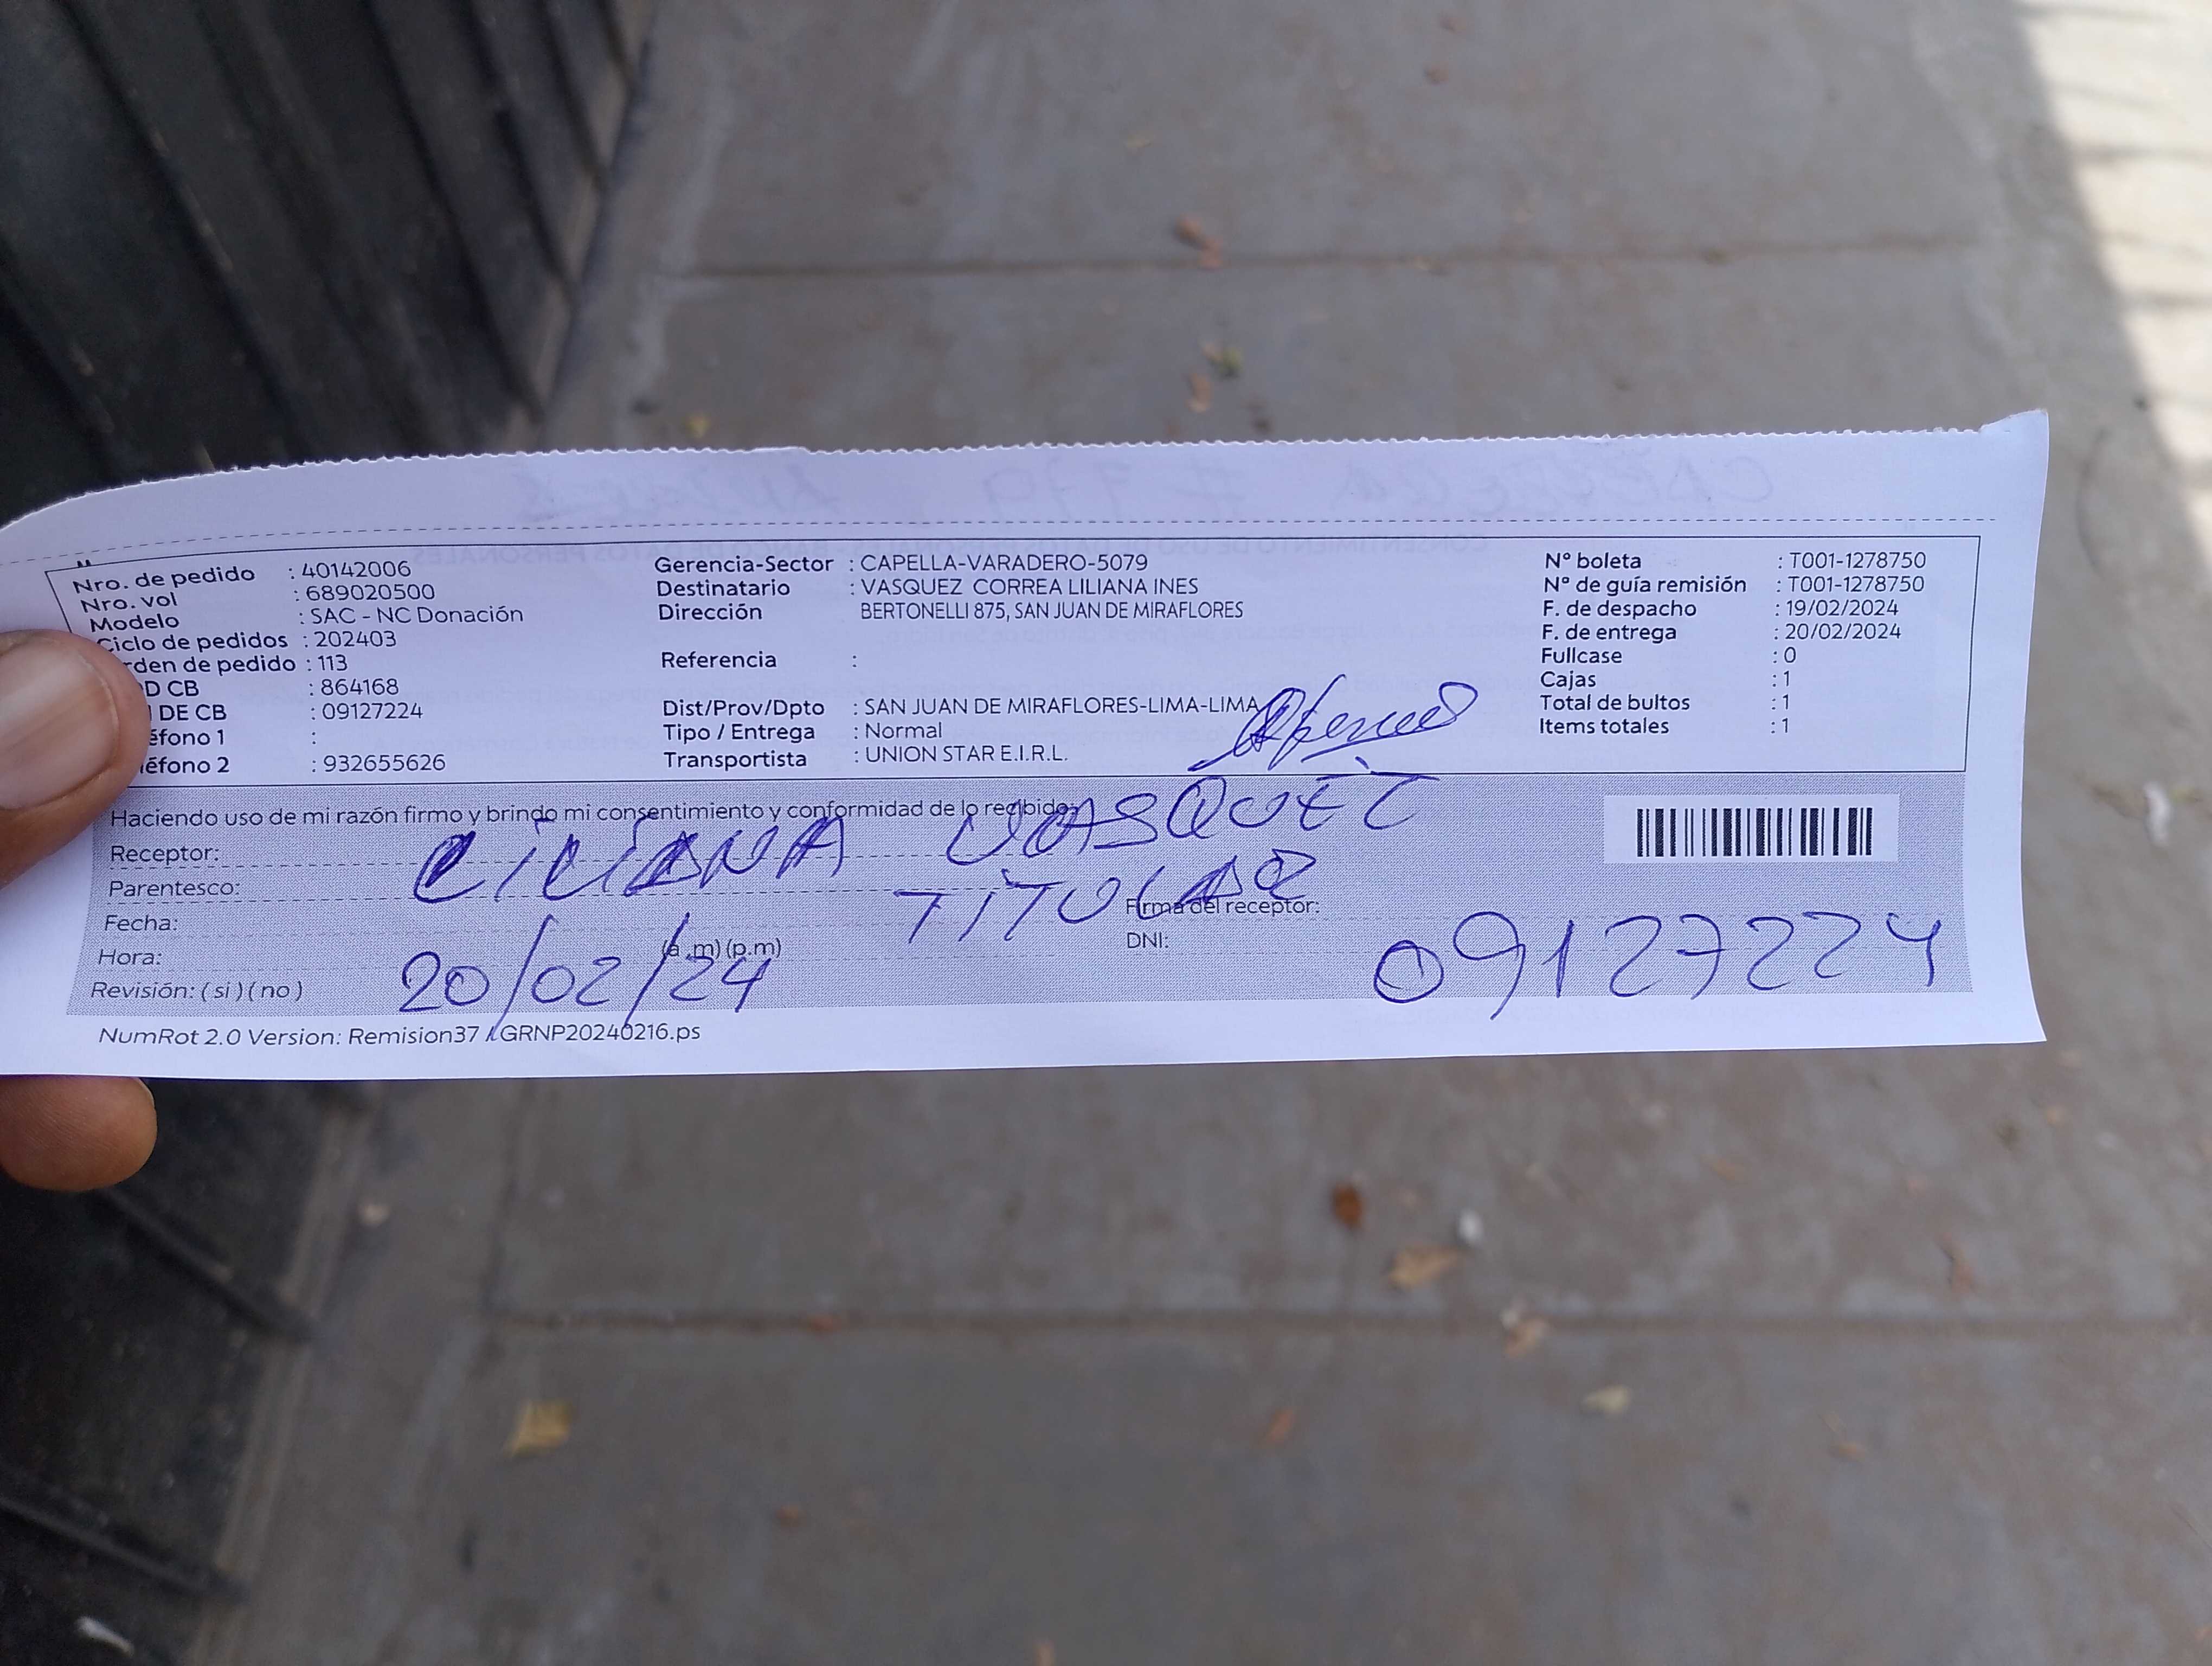 Nro. de pedido : 40142006
Nro. vol : 689020500
Modelo : SAC - NC Donación
Ciclo de pedidos : 202403
rden de pedido : 113
D CB : 864168
DE CB : 09127224
éfono 1 :
léfono 2 : 932655626
Gerencia-Sector : CAPELLA-VARADERO-5079
Destinatario : VASQUEZ CORREA LILIANA INES
Dirección BERTONELLI 875, SAN JUAN DE MIRAFLORES
Referencia :
Dist/Prov/Dpto : SAN JUAN DE MIRAFLORES-LIMA-LIMA
Tipo / Entrega : Normal
Transportista : UNION STAR E.I.R.L.
N° boleta : T001-1278750
N° de guía remisión : T001-1278750
F. de despacho : 19/02/2024
F. de entrega : 20/02/2024
Fullcase : 0
Cajas : 1
Total de bultos : 1
Items totales : 1
Haciendo uso de mi razón firmo y brindo mi consentimiento y conformidad de lo recibido:
Receptor: LILIANA VASQUEZ
Parentesco: TITULAR
Fecha: 20/02/24
Hora: (a.m) (p.m)
Revisión: ( si ) ( no )
Firma del receptor:
DNI: 09127224
NumRot 2.0 Version: Remision37 / GRNP20240216.ps